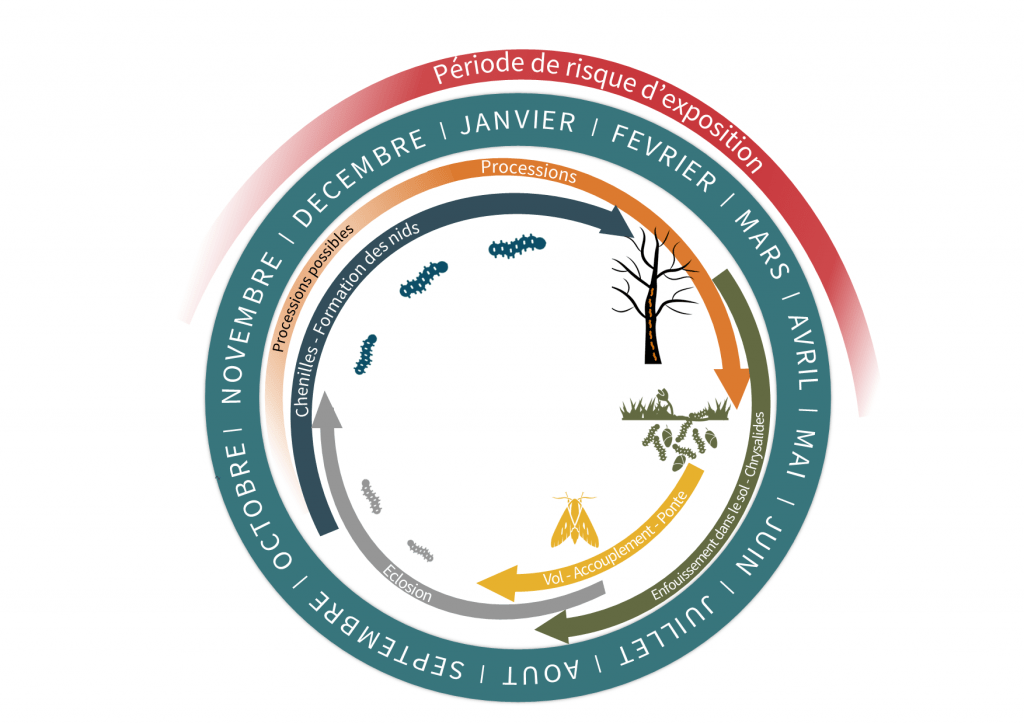 Période de risque d'exposition
JANVIER | FEVRIER | MARS | AVRIL | MAI | JUIN | JUILLET | AOUT | SEPTEMBRE | OCTOBRE | NOVEMBRE | DECEMBRE |
Processions
Processions possibles
Chenilles - Formation des nids
Enfouissement dans le sol - Chrysalides
Vol - Accouplement - Ponte
Eclosion